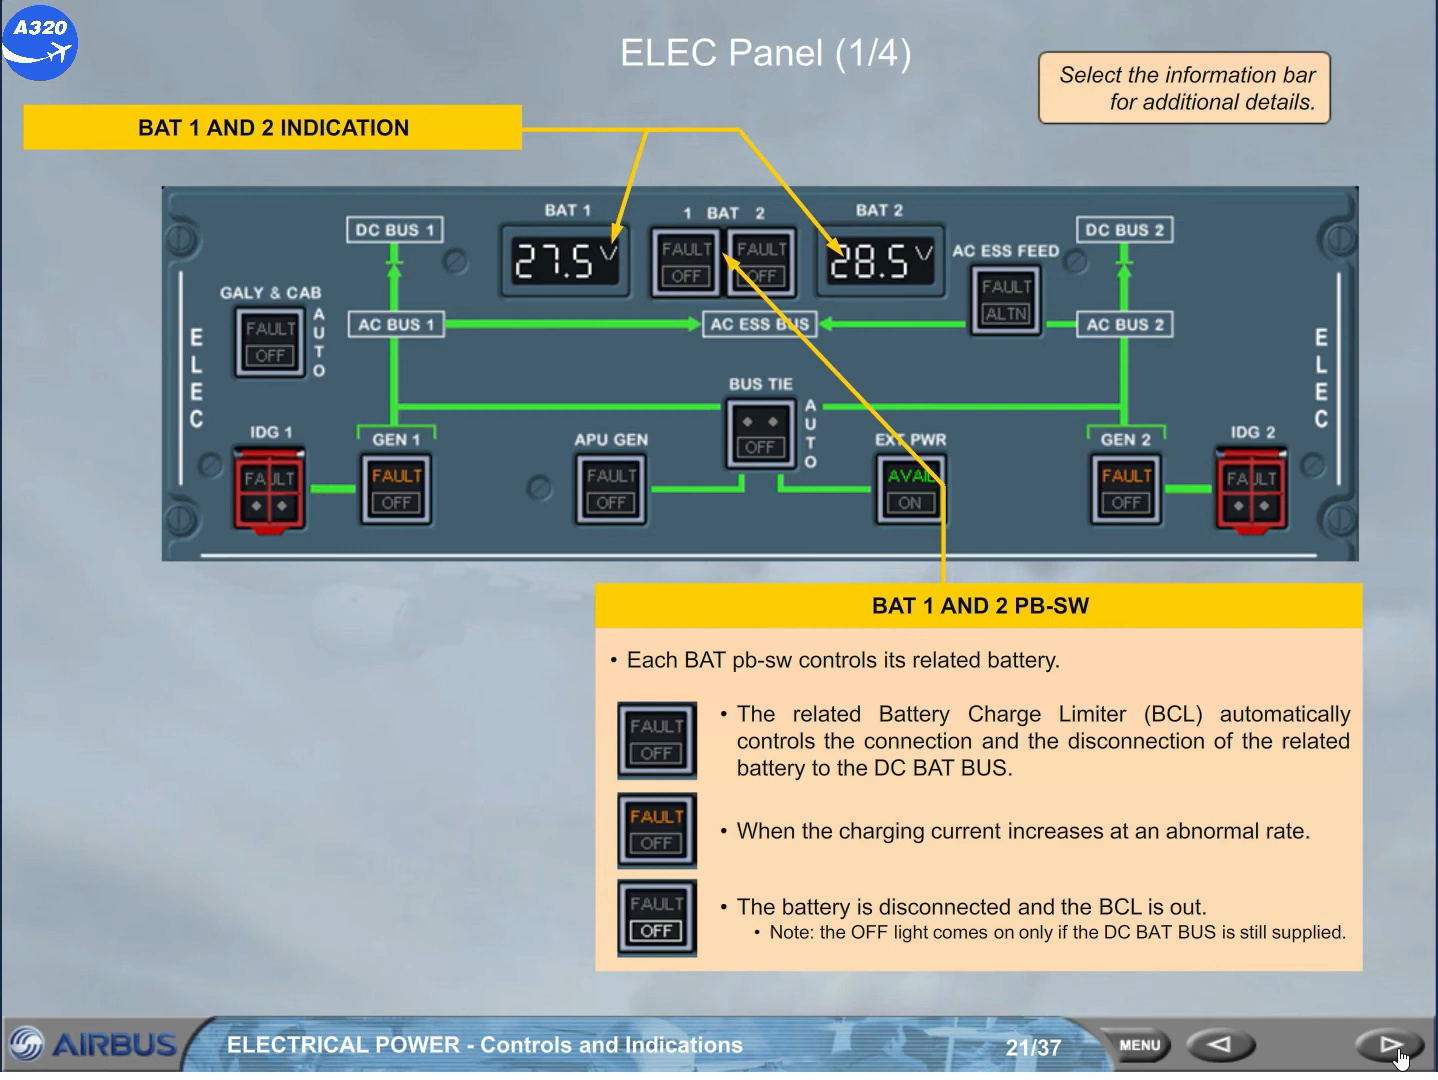 A320
ELEC Panel (1/4)
Select the information bar
for additional details.
BAT 1 AND 2 INDICATION
BAT 1
1 BAT 2
BAT 2
DC BUS 1
27.5 V
FAULT
OFF
FAULT
OFF
28.5 V
DC BUS 2
AC ESS FEED
FAULT
ALTN
GALY & CAB
FAULT
OFF
AUTO
AC BUS 1
AC ESS BUS
AC BUS 2
ELEC
ELEC
BUS TIE
OFF
AUTO
IDG 1
FAULT
GEN 1
FAULT
OFF
APU GEN
FAULT
OFF
EXT PWR
AVAIL
ON
GEN 2
FAULT
OFF
IDG 2
FAULT
BAT 1 AND 2 PB-SW
• Each BAT pb-sw controls its related battery.
FAULT
OFF
• The related Battery Charge Limiter (BCL) automatically
controls the connection and the disconnection of the related
battery to the DC BAT BUS.
FAULT
OFF
• When the charging current increases at an abnormal rate.
FAULT
OFF
• The battery is disconnected and the BCL is out.
• Note: the OFF light comes on only if the DC BAT BUS is still supplied.
AIRBUS
ELECTRICAL POWER - Controls and Indications
21/37
MENU